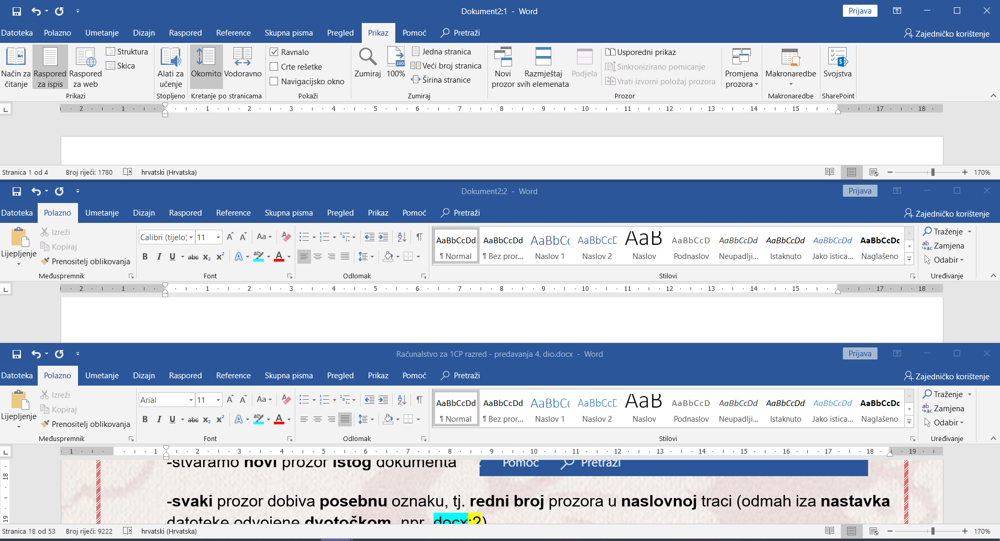 Dokument2:1 - Word
Prijava
Datoteka Polazno Umetanje Dizajn Raspored Reference Skupna pisma Pregled Prikaz Pomoć Pretraži Zajedničko korištenje
Način za čitanje
Raspored za ispis
Raspored za web
Struktura
Skica
Alati za učenje
Okomito
Vodoravno
Ravnalo
Crte rešetke
Navigacijsko okno
Zumiraj
100
100%
Jedna stranica
Veći broj stranica
Širina stranice
Novi prozor
Razmještaj svih elemenata
Podjela
Usporedni prikaz
Sinkronizirano pomicanje
Vrati izvorni položaj prozora
Promjena prozora
Makronaredbe
S
Svojstva
Prikazi Stopljeno Kretanje po stranicama Pokaži Zumiraj Prozor Makronaredbe SharePoint
2 1 1 2 3 4 5 6 7 8 9 10 11 12 13 14 15 17 18
Stranica 1 od 4 Broj riječi: 1780 hrvatski (Hrvatska) 170%
Dokument2:2 - Word
Prijava
Datoteka Polazno Umetanje Dizajn Raspored Reference Skupna pisma Pregled Prikaz Pomoć Pretraži Zajedničko korištenje
Lijepljenje
Izreži
Kopiraj
Prenositelj oblikovanja
Calibri (tijelo) 11 A A Aa A
B I U abc x₂ x² A ab A
AaBbCcDd AaBbCcDd AaBbCc AaBbCcD AaB AaBbCcD AaBbCcDd AaBbCcDd AaBbCcDd AaBbCcDc
¶ Normal ¶ Bez pror... Naslov 1 Naslov 2 Naslov Podnaslov Neupadlji... Istaknuto Jako istica... Naglašeno
Traženje
Zamjena
Odabir
Međuspremnik Font Odlomak Stilovi Uređivanje
2 1 1 2 3 4 5 6 7 8 9 10 11 12 13 14 15 17 18
Računalstvo za 1CP razred - predavanja 4. dio.docx - Word
Prijava
Datoteka Polazno Umetanje Dizajn Raspored Reference Skupna pisma Pregled Prikaz Pomoć Pretraži Zajedničko korištenje
Lijepljenje
Izreži
Kopiraj
Prenositelj oblikovanja
Arial 11 A A Aa A
B I U abc x₂ x² A ab A
AaBbCcDd AaBbCcDd AaBbCc AaBbCcD AaB AaBbCcD AaBbCcDd AaBbCcDd AaBbCcDd AaBbCcDc
¶ Normal ¶ Bez pror... Naslov 1 Naslov 2 Naslov Podnaslov Neupadlji... Istaknuto Jako istica... Naglašeno
Traženje
Zamjena
Odabir
Međuspremnik Font Odlomak Stilovi Uređivanje
1 1 2 3 4 5 6 7 8 9 10 11 12 13 14 15 16 17 18 19
18
19
-stvaramo novi prozor istog dokumenta
Pomoć Pretraži
-svaki prozor dobiva posebnu oznaku, tj. redni broj prozora u naslovnoj traci (odmah iza nastavka
datoteke odvojene dvotočkom, npr. docx:2)
Stranica 18 od 53 Broj riječi: 9222 hrvatski (Hrvatska) 170%